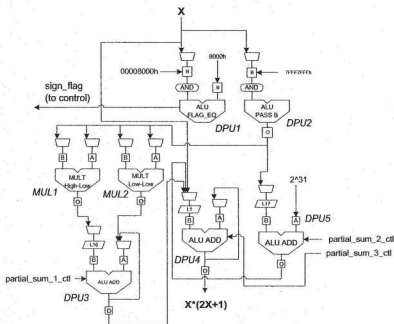 X
8000h
00008000h
B
B
B
7FFF7FFFh
sign_flag
(to control)
AND
AND
ALU
FLAG_EQ
ALU
PASS B
DPU1
O
DPU2
B
A
B
A
2^31
MULT
High-Low
MULT
Low-Low
MUL1
MUL2
L1
L17
O
O
B
A
B
A
DPU5
L16
ALU ADD
ALU ADD
partial_sum_2_ctl
partial_sum_3_ctl
B
A
DPU4
O
O
partial_sum_1_ctl
ALU ADD
X*(2X+1)
DPU3
O